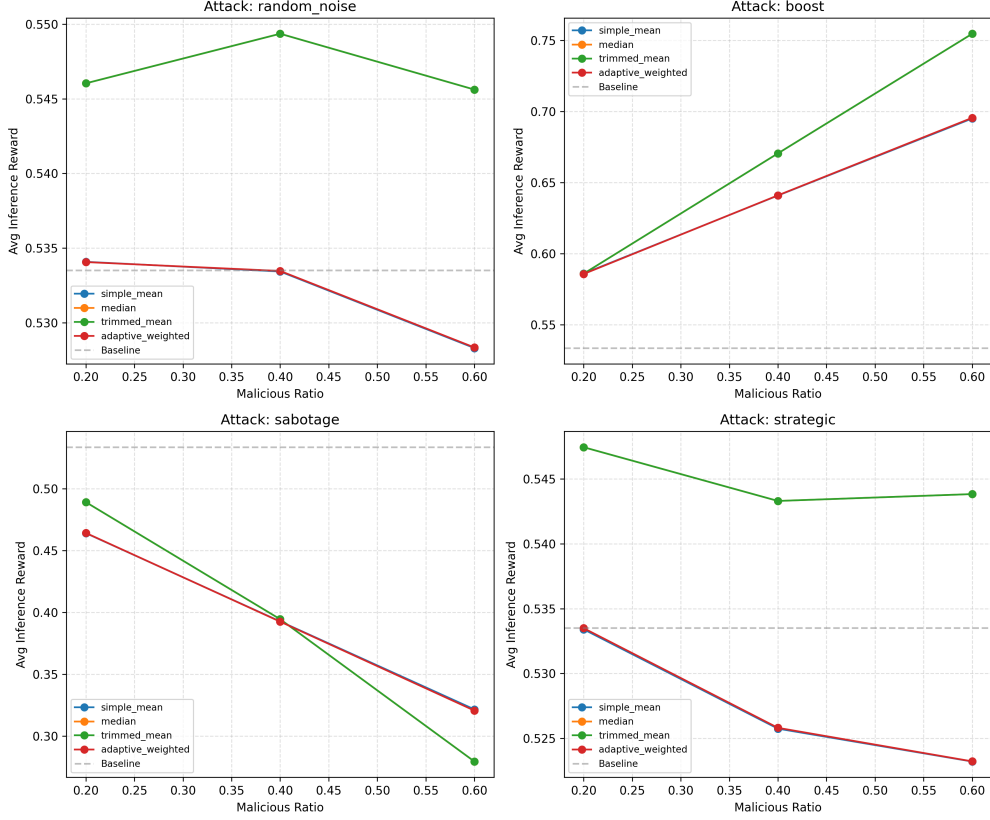 Attack: random_noise
Avg Inference Reward
0.550
0.545
0.540
0.535
0.530
simple_mean
median
trimmed_mean
adaptive_weighted
Baseline
0.20 0.25 0.30 0.35 0.40 0.45 0.50 0.55 0.60
Malicious Ratio
Attack: boost
Avg Inference Reward
0.75
0.70
0.65
0.60
0.55
simple_mean
median
trimmed_mean
adaptive_weighted
Baseline
0.20 0.25 0.30 0.35 0.40 0.45 0.50 0.55 0.60
Malicious Ratio
Attack: sabotage
Avg Inference Reward
0.50
0.45
0.40
0.35
0.30
simple_mean
median
trimmed_mean
adaptive_weighted
Baseline
0.20 0.25 0.30 0.35 0.40 0.45 0.50 0.55 0.60
Malicious Ratio
Attack: strategic
Avg Inference Reward
0.545
0.540
0.535
0.530
0.525
simple_mean
median
trimmed_mean
adaptive_weighted
Baseline
0.20 0.25 0.30 0.35 0.40 0.45 0.50 0.55 0.60
Malicious Ratio